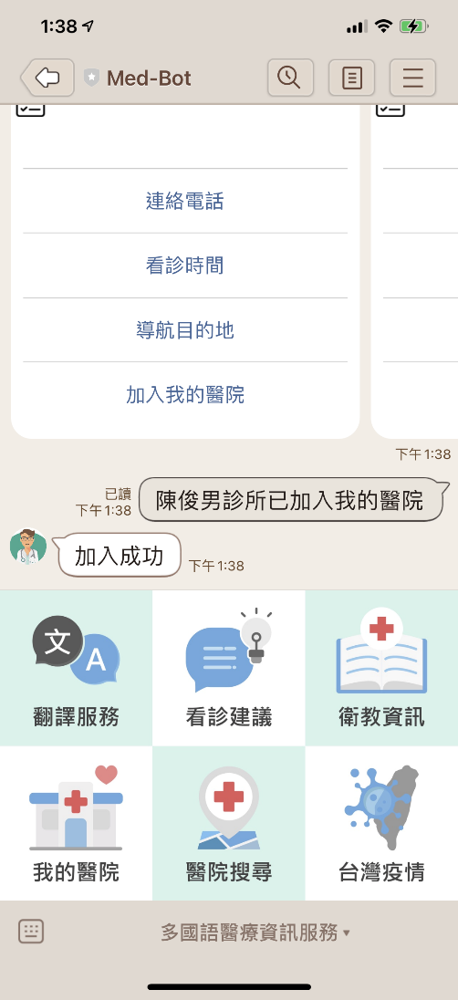 1:38
Med-Bot
連絡電話
看診時間
導航目的地
加入我的醫院
下午 1:38
已讀
下午 1:38
陳俊男診所已加入我的醫院
加入成功
下午 1:38
文 A
翻譯服務
看診建議
衛教資訊
我的醫院
醫院搜尋
台灣疫情
多國語醫療資訊服務 ▾